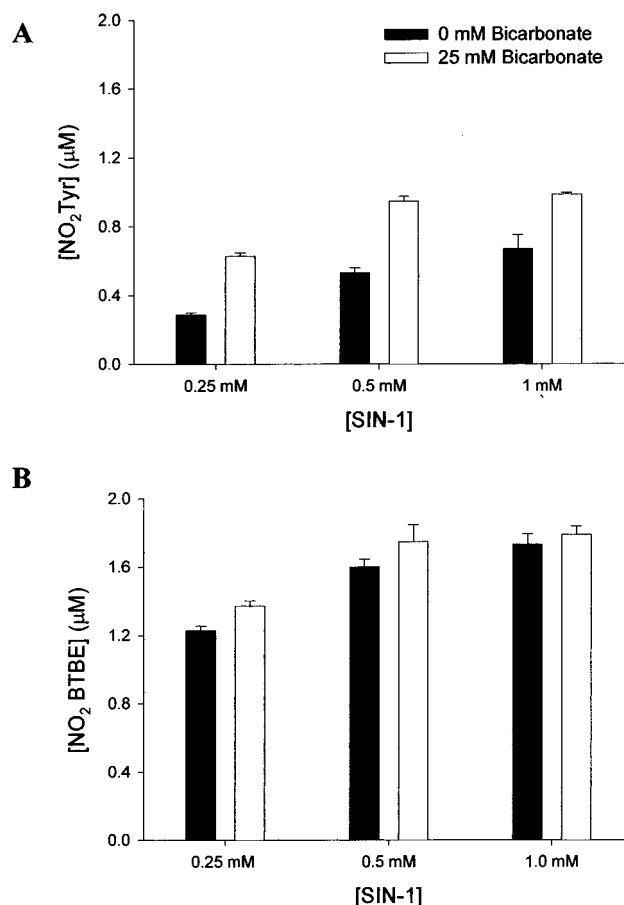 A
0 mM Bicarbonate
25 mM Bicarbonate
[NO2Tyr] (μM)
2.0
1.6
1.2
0.8
0.4
0.0
0.25 mM
0.5 mM
1 mM
[SIN-1]
B
[NO2 BTBE] (μM)
2.0
1.6
1.2
0.8
0.4
0.0
0.25 mM
0.5 mM
1.0 mM
[SIN-1]